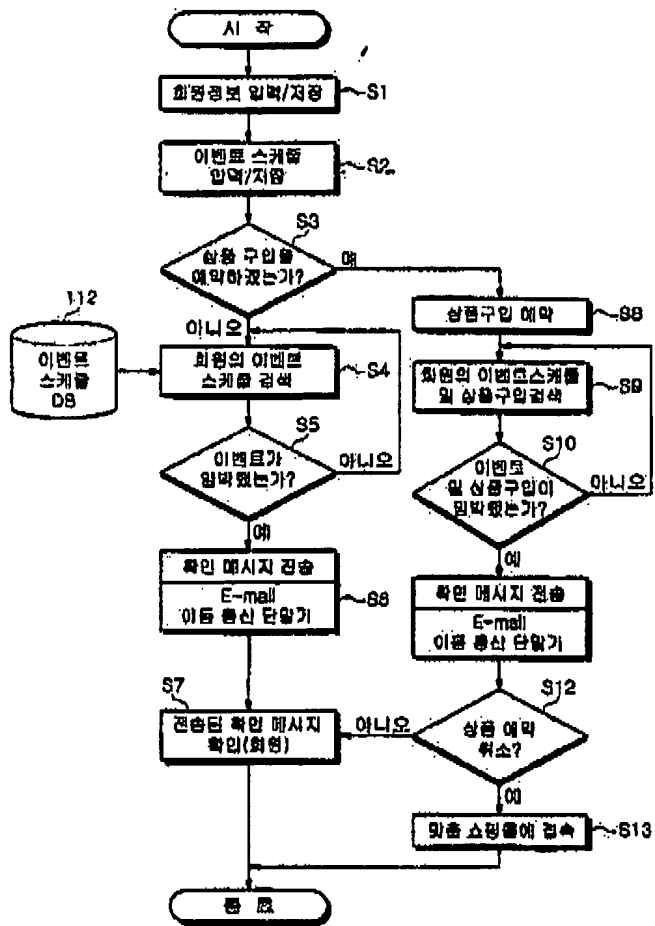 시 작
회원정보 입력/저장
S1
이벤트 스케쥴
입력/저장
S2
S3
상품 구입을
예약하겠는가?
예
아니오
112
이벤트
스케쥴
DB
회원의 이벤트
스케쥴 검색
S4
S5
이벤트가
임박했는가?
아니오
예
확인 메시지 전송
E-mail
이동 통신 단말기
S6
S7
전송된 확인 메시지
확인(회원)
상품구입 예약
S8
회원의 이벤트스케쥴
및 상품구입검색
S9
S10
이벤트
및 상품구입이
임박했는가?
아니오
예
확인 메시지 전송
E-mail
이동 통신 단말기
S12
상품 예약
취소?
아니오
예
맞춤 쇼핑몰에 접속
S13
종 료